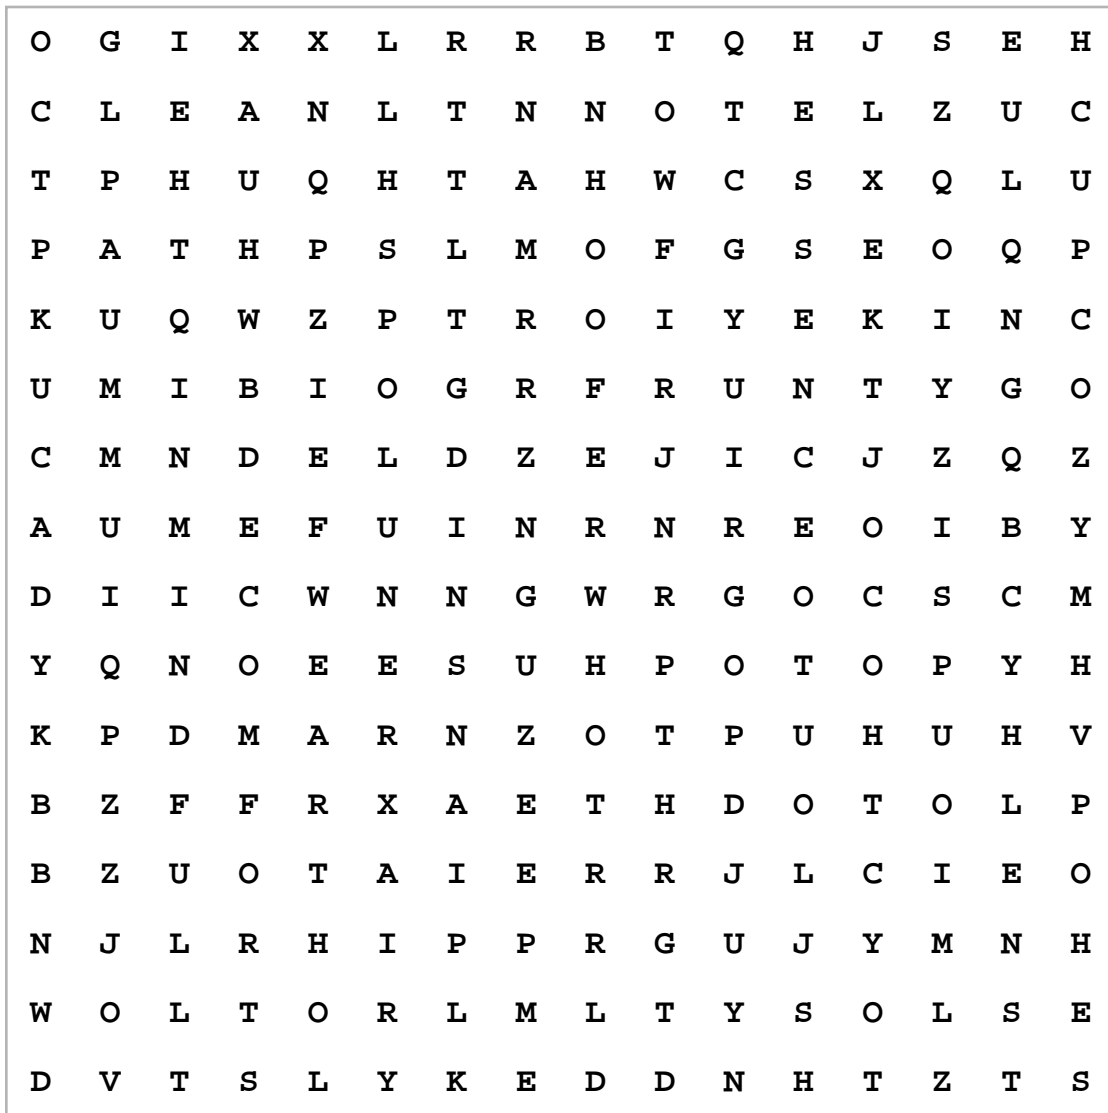 O G I X X L R R B T Q H J S E H
C L E A N L T N N O T E L Z U C
T P H U Q H T A H W C S X Q L U
P A T H P S L M O F G S E O Q P
K U Q W Z P T R O I Y E K I N C
U M I B I O G R F R U N T Y G O
C M N D E L D Z E J I C J Z Q Z
A U M E F U I N R N R E O I B Y
D I I C W N N G W R G O C S C M
Y Q N O E E S U H P O T O P Y H
K P D M A R N Z O T P U H U H V
B Z F F R X A E T H D O T O L P
B Z U O T A I E R R J L C I E O
N J L R H I P P R G U J Y M N H
W O L T O R L M L T Y S O L S E
D V T S L Y K E D D N H T Z T S